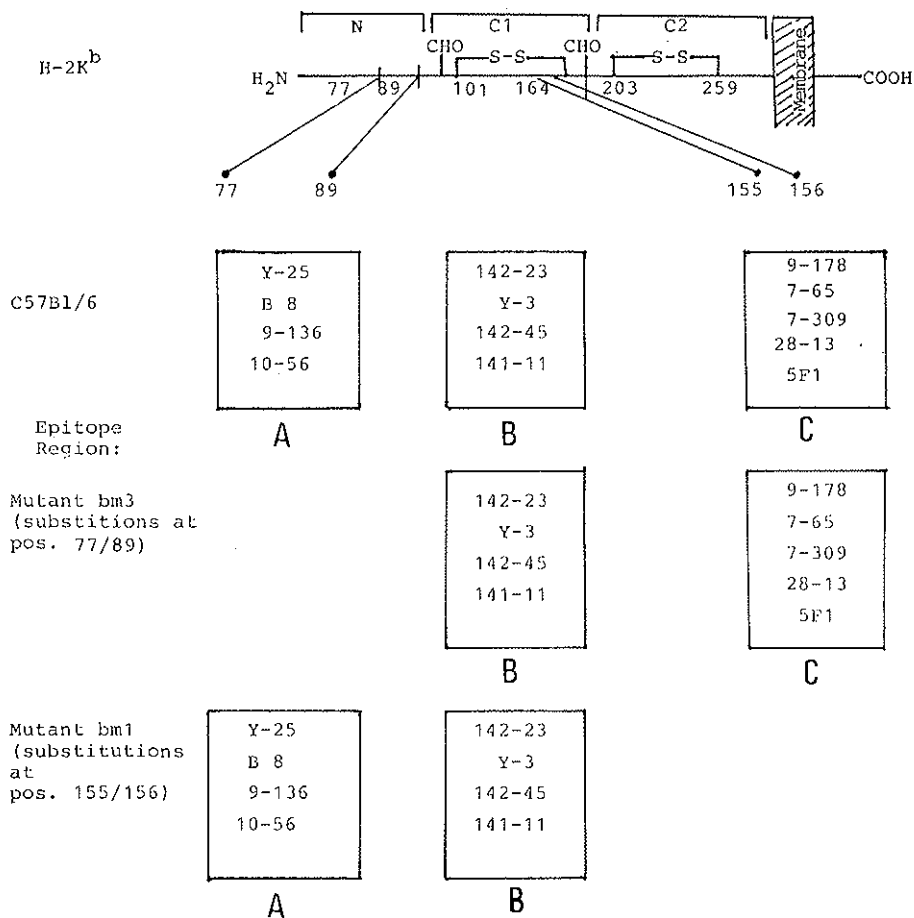 N C1 C2
H-2Kb
CHO S-S CHO S-S
H2N 77 89 101 164 203 259 Membrane COOH
77 89 155 156
C57Bl/6
Y-25
B 8
9-136
10-56
142-23
Y-3
142-45
141-11
9-178
7-65
7-309
28-13
5F1
Epitope
Region:
A B C
Mutant bm3
(substitions at
pos. 77/89)
142-23
Y-3
142-45
141-11
9-178
7-65
7-309
28-13
5F1
B C
Mutant bm1
(substitutions
at
pos. 155/156)
Y-25
B 8
9-136
10-56
142-23
Y-3
142-45
141-11
A B